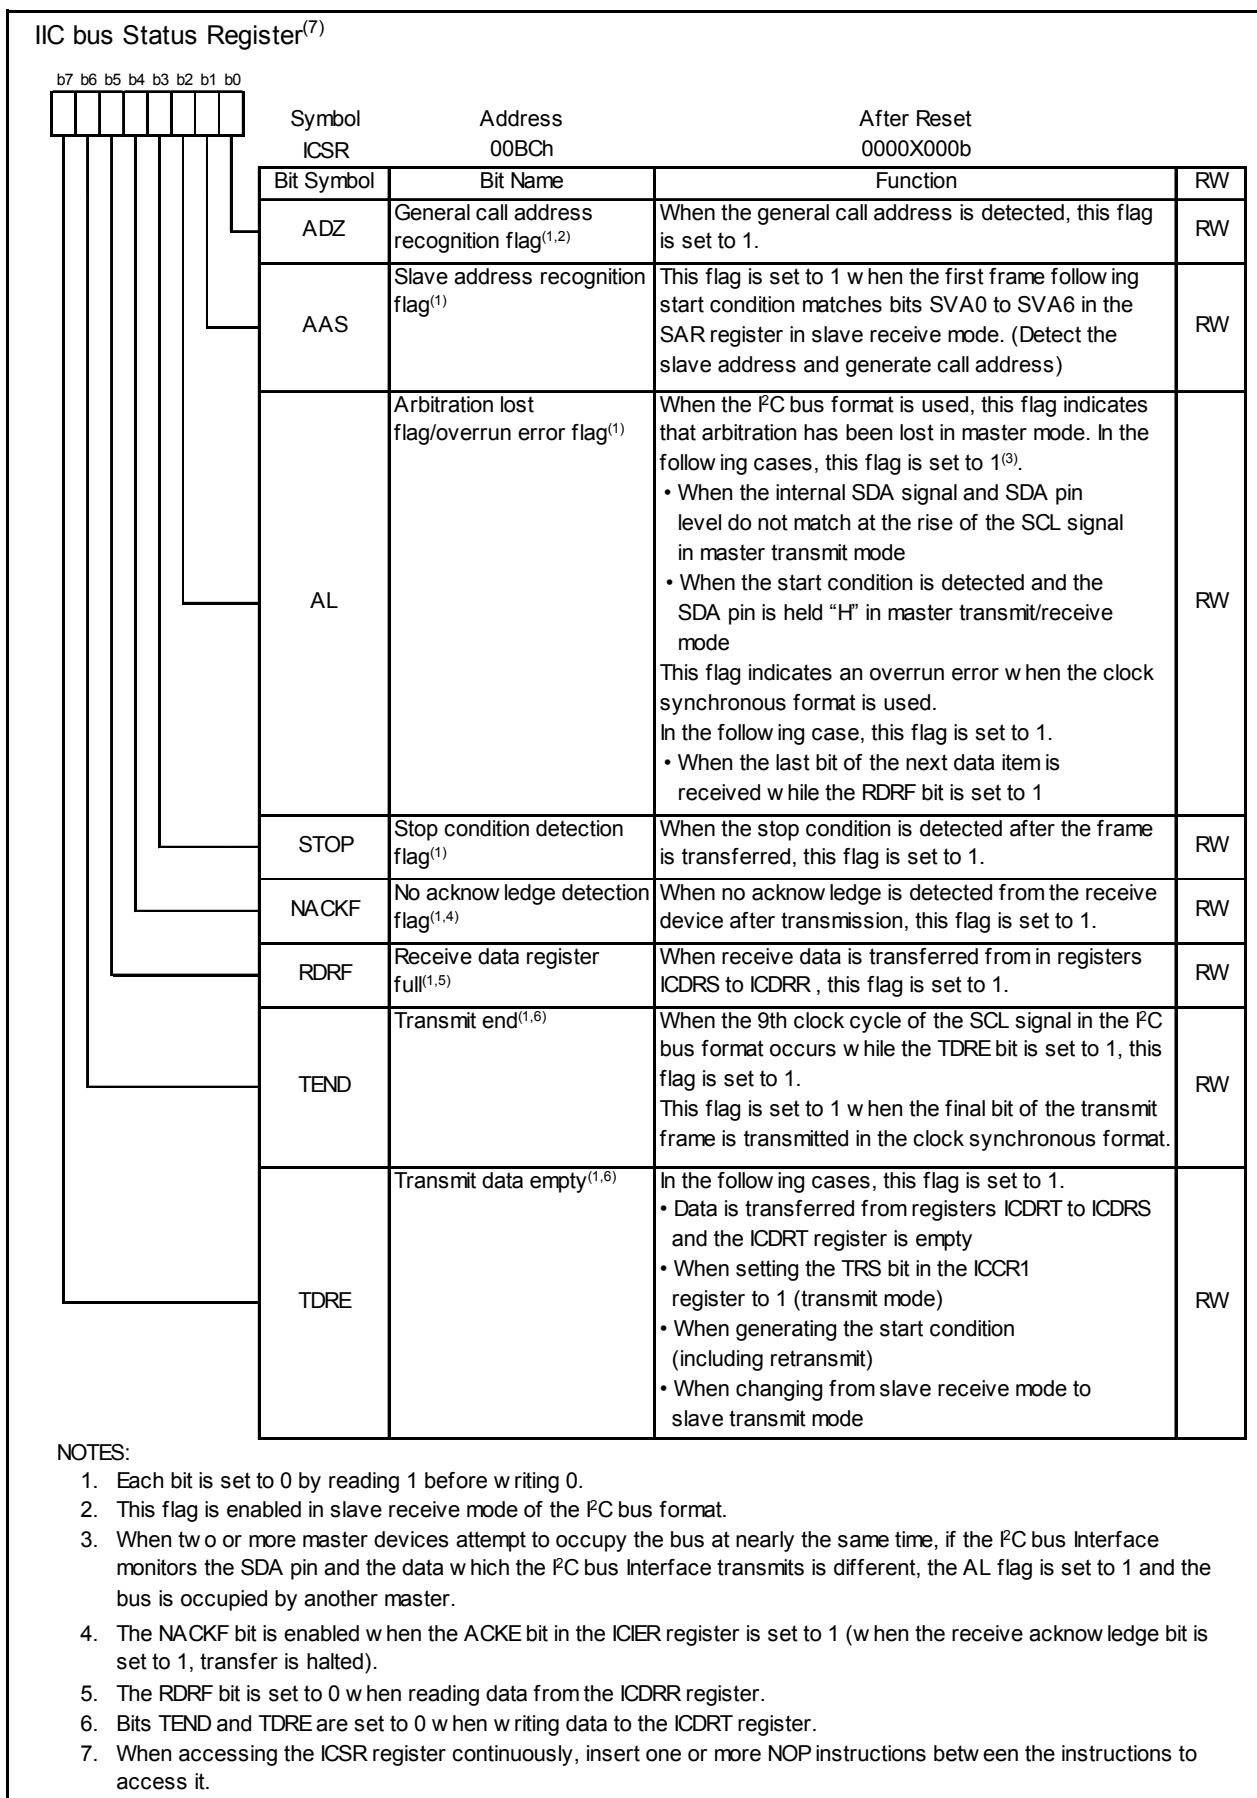 IIC bus Status Register(7)
b7 b6 b5 b4 b3 b2 b1 b0
Symbol Address After Reset
ICSR 00BCh 0000X000b
Bit Symbol Bit Name Function RW
ADZ General call address recognition flag(1,2) When the general call address is detected, this flag is set to 1. RW
AAS Slave address recognition flag(1) This flag is set to 1 when the first frame following start condition matches bits SVA0 to SVA6 in the SAR register in slave receive mode. (Detect the slave address and generate call address) RW
AL Arbitration lost flag/overrun error flag(1) When the I²C bus format is used, this flag indicates that arbitration has been lost in master mode. In the following cases, this flag is set to 1(3).
• When the internal SDA signal and SDA pin level do not match at the rise of the SCL signal in master transmit mode
• When the start condition is detected and the SDA pin is held “H” in master transmit/receive mode
This flag indicates an overrun error when the clock synchronous format is used.
In the following case, this flag is set to 1.
• When the last bit of the next data item is received while the RDRF bit is set to 1 RW
STOP Stop condition detection flag(1) When the stop condition is detected after the frame is transferred, this flag is set to 1. RW
NACKF No acknowledge detection flag(1,4) When no acknowledge is detected from the receive device after transmission, this flag is set to 1. RW
RDRF Receive data register full(1,5) When receive data is transferred from in registers ICDRS to ICDRR , this flag is set to 1. RW
TEND Transmit end(1,6) When the 9th clock cycle of the SCL signal in the I²C bus format occurs while the TDRE bit is set to 1, this flag is set to 1.
This flag is set to 1 when the final bit of the transmit frame is transmitted in the clock synchronous format. RW
TDRE Transmit data empty(1,6) In the following cases, this flag is set to 1.
• Data is transferred from registers ICDRT to ICDRS and the ICDRT register is empty
• When setting the TRS bit in the ICCR1 register to 1 (transmit mode)
• When generating the start condition (including retransmit)
• When changing from slave receive mode to slave transmit mode RW
NOTES:
1. Each bit is set to 0 by reading 1 before writing 0.
2. This flag is enabled in slave receive mode of the I²C bus format.
3. When two or more master devices attempt to occupy the bus at nearly the same time, if the I²C bus Interface
monitors the SDA pin and the data which the I²C bus Interface transmits is different, the AL flag is set to 1 and the
bus is occupied by another master.
4. The NACKF bit is enabled when the ACKE bit in the ICIER register is set to 1 (when the receive acknowledge bit is
set to 1, transfer is halted).
5. The RDRF bit is set to 0 when reading data from the ICDRR register.
6. Bits TEND and TDRE are set to 0 when writing data to the ICDRT register.
7. When accessing the ICSR register continuously, insert one or more NOP instructions between the instructions to
access it.